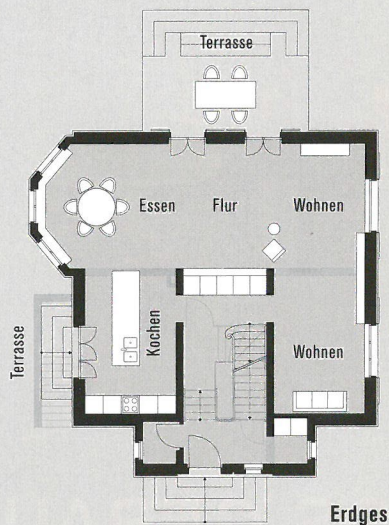 Terrasse
Essen
Flur
Wohnen
Terrasse
Kochen
Wohnen
Erdges